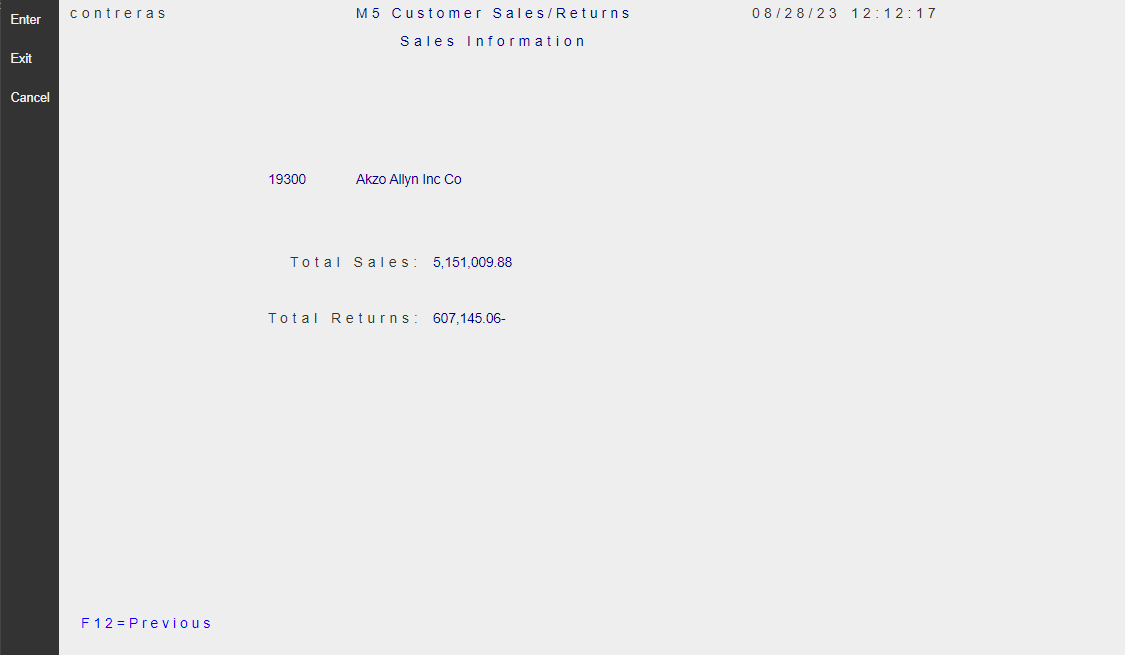 Enter
Exit
Cancel
contreras M5 Customer Sales/Returns 08/28/23 12:12:17
Sales Information
19300 Akzo Allyn Inc Co
Total Sales: 5,151,009.88
Total Returns: 607,145.06-
F12=Previous